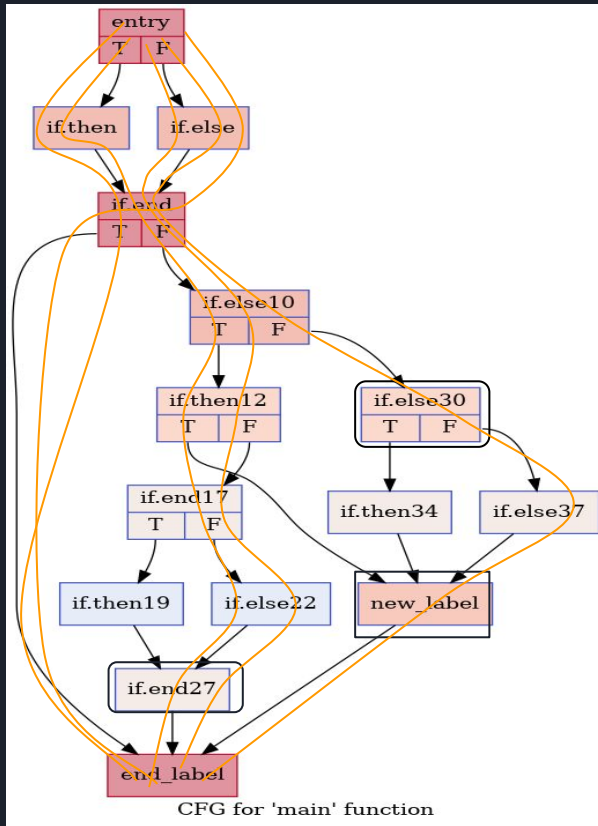 entry
T F
if.then if.else
if.end
T F
if.else10
T F
if.then12 if.else30
T F T F
if.end17 if.then34 if.else37
T F
if.then19 if.else22 new_label
if.end27
end_label
CFG for 'main' function